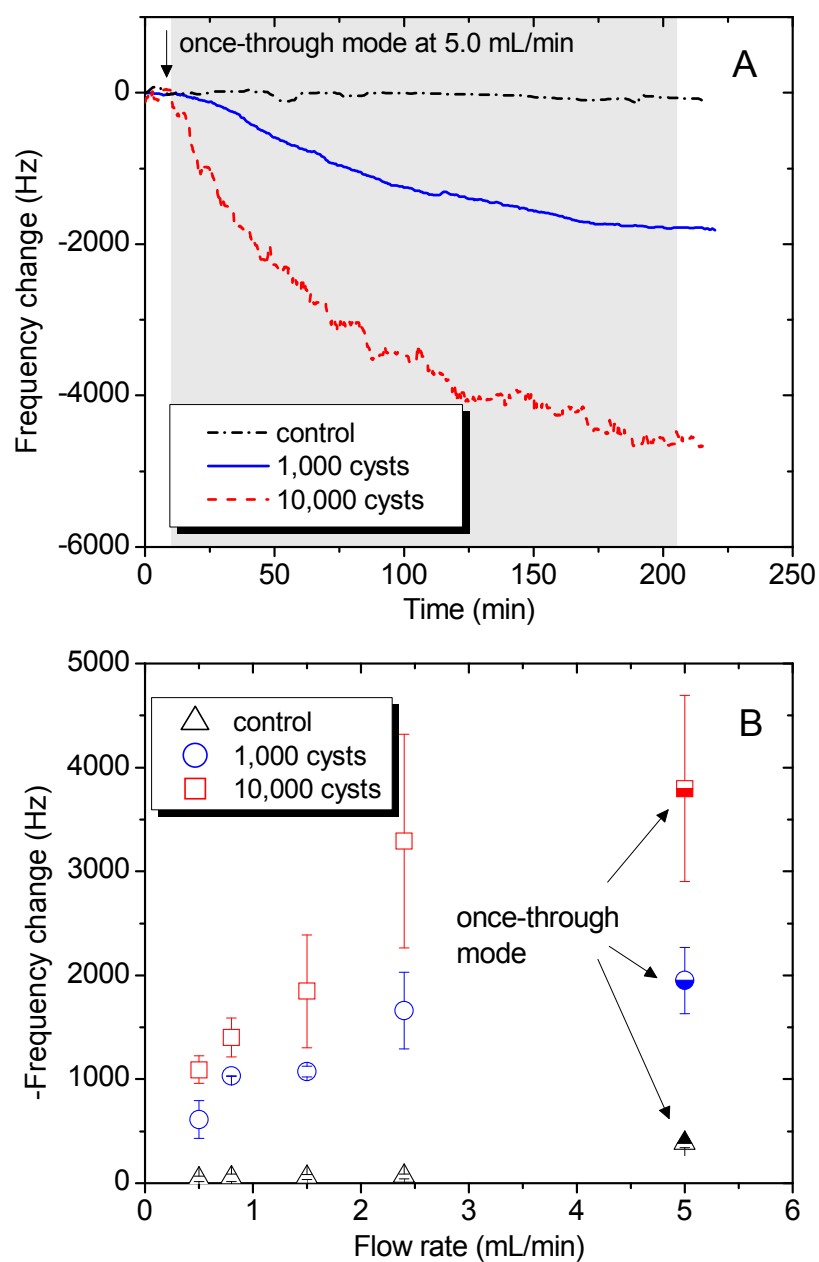 once-through mode at 5.0 mL/min
A
0
-2000
-4000
-6000
Frequency change (Hz)
control
1,000 cysts
10,000 cysts
0 50 100 150 200 250
Time (min)
5000
4000
3000
2000
1000
0
-Frequency change (Hz)
B
control
1,000 cysts
10,000 cysts
once-through
mode
0 1 2 3 4 5 6
Flow rate (mL/min)